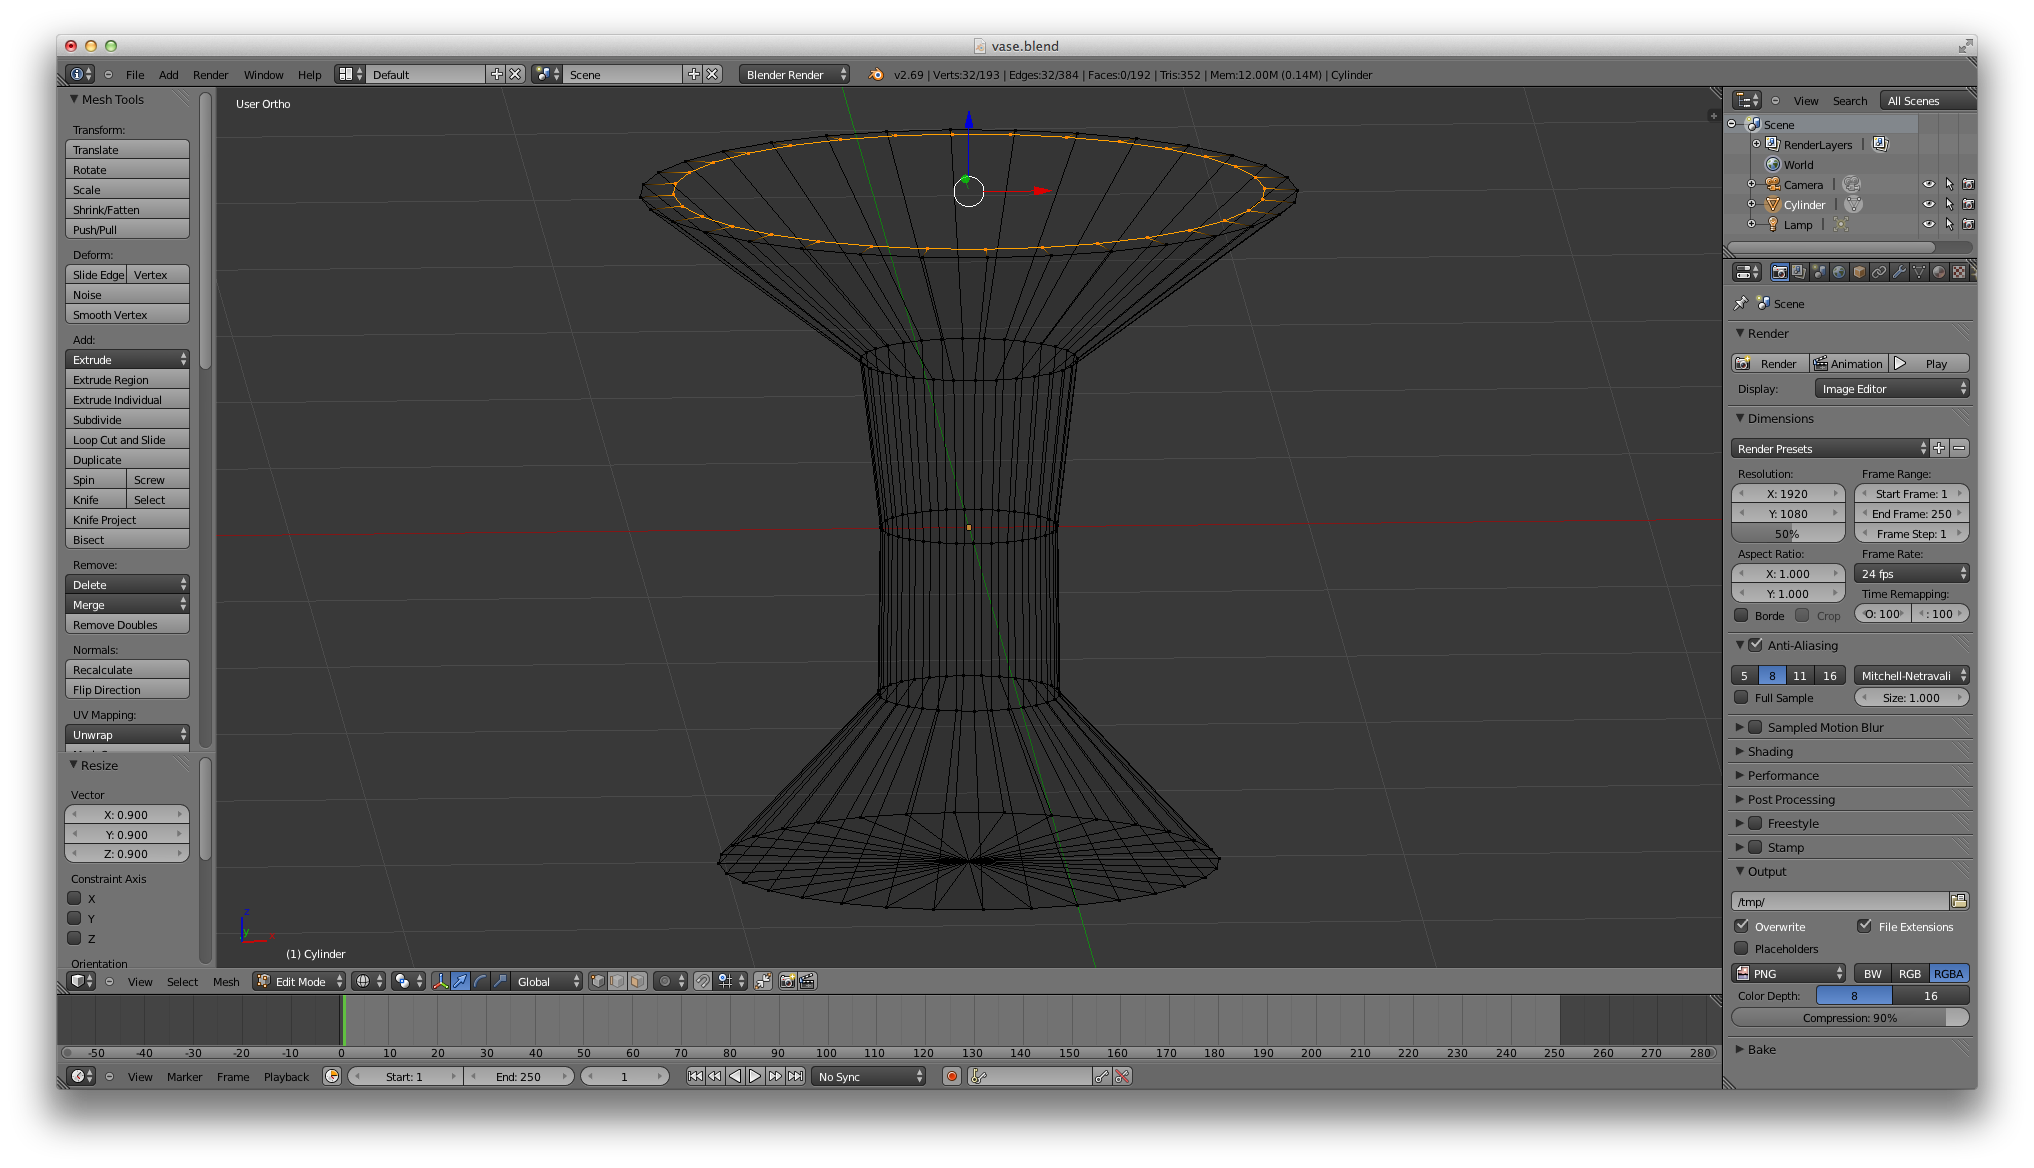 vase.blend
File Add Render Window Help Default Scene Blender Render v2.69 | Verts:32/193 | Edges:32/384 | Faces:0/192 | Tris:352 | Mem:12.00M (0.14M) | Cylinder
Mesh Tools
Transform:
Translate
Rotate
Scale
Shrink/Fatten
Push/Pull
Deform:
Slide Edge Vertex
Noise
Smooth Vertex
Add:
Extrude
Extrude Region
Extrude Individual
Subdivide
Loop Cut and Slide
Duplicate
Spin Screw
Knife Select
Knife Project
Bisect
Remove:
Delete
Merge
Remove Doubles
Normals:
Recalculate
Flip Direction
UV Mapping:
Unwrap
Resize
Vector
X: 0.900
Y: 0.900
Z: 0.900
Constraint Axis
X
Y
Z
Orientation
User Ortho
z
y
(1) Cylinder
View Select Mesh Edit Mode Global
-50 -40 -30 -20 -10 0 10 20 30 40 50 60 70 80 90 100 110 120 130 140 150 160 170 180 190 200 210 220 230 240 250 260 270 280
View Marker Frame Playback Start: 1 End: 250 1 No Sync
View Search All Scenes
Scene
RenderLayers |
World
Camera |
Cylinder |
Lamp |
Scene
Render
Render Animation Play
Display: Image Editor
Dimensions
Render Presets
Resolution: Frame Range:
X: 1920 Start Frame: 1
Y: 1080 End Frame: 250
50% Frame Step: 1
Aspect Ratio: Frame Rate:
X: 1.000 24 fps
Y: 1.000 Time Remapping:
Borde Crop O: 100 : 100
Anti-Aliasing
5 8 11 16 Mitchell-Netravali
Full Sample Size: 1.000
Sampled Motion Blur
Shading
Performance
Post Processing
Freestyle
Stamp
Output
/tmp/
Overwrite File Extensions
Placeholders
PNG BW RGB RGBA
Color Depth: 8 16
Compression: 90%
Bake